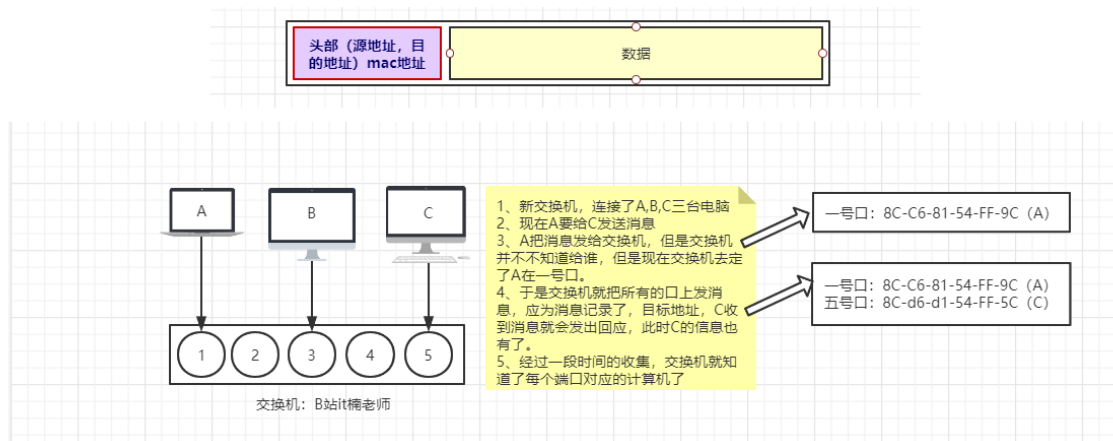 头部（源地址，目
的地址）mac地址
数据
A
B
C
1、新交换机，连接了A,B,C三台电脑
2、现在A要给C发送消息
3、A把消息发给交换机，但是交换机
并不不知道给谁，但是现在交换机去定
了A在一号口。
4、于是交换机就把所有的口上发消
息，应为消息记录了，目标地址，C收
到消息就会发出回应，此时C的信息也
有了。
5、经过一段时间的收集，交换机就知
道了每个端口对应的计算机了
一号口：8C-C6-81-54-FF-9C（A）
一号口：8C-C6-81-54-FF-9C（A）
五号口：8C-d6-d1-54-FF-5C（C）
1
2
3
4
5
交换机：B站it楠老师